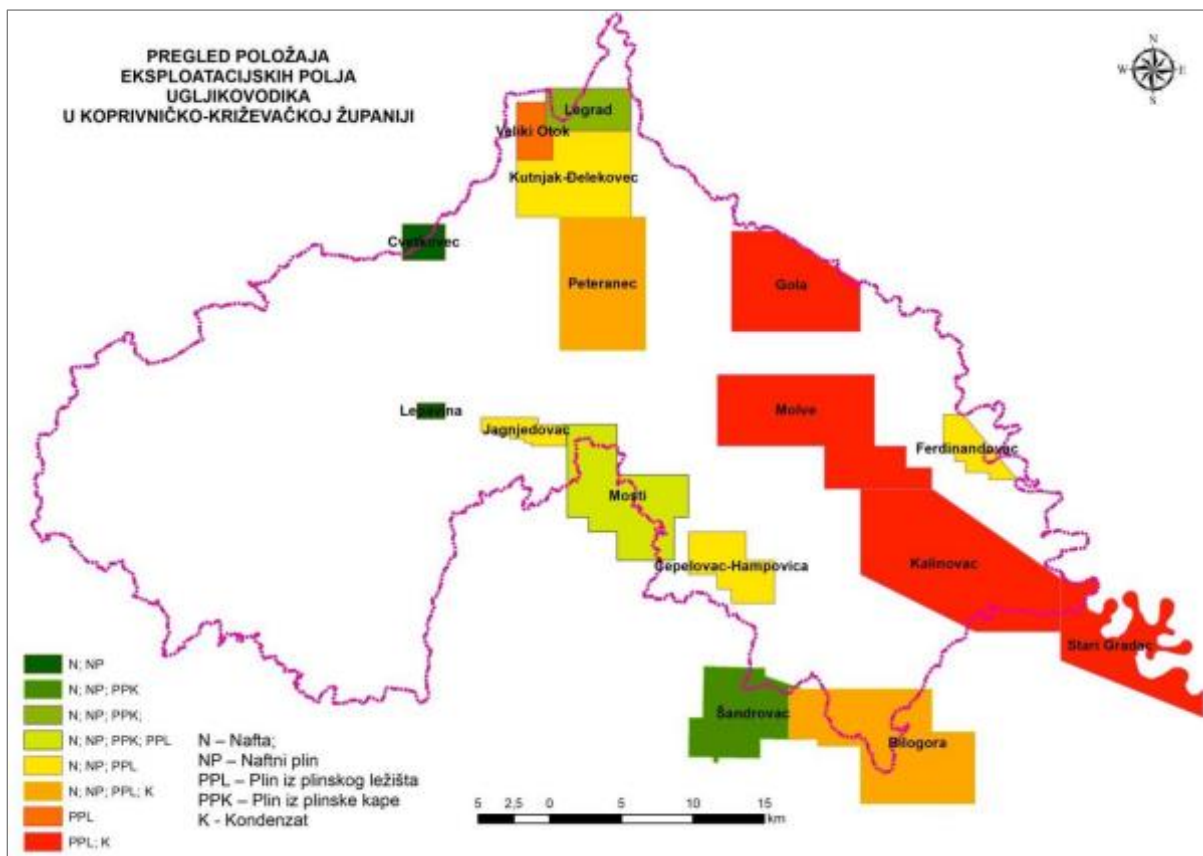 PREGLED POLOŽAJA
EKSPLOATACIJSKIH POLJA
UGLJIKOVODIKA
U KOPRIVNIČKO-KRIŽEVAČKOJ ŽUPANIJI
N
W E
S
Legrad
Veliki Otok
Kutnjak-Đelekovec
Cvetkovec
Peteranec
Gola
Lepavina
Jagnjedovac
Molve
Ferdinandovac
Mosti
Čepelovac-Hampovica
Kalinovac
Stari Gradac
Šandrovac
Bilogora
N; NP
N; NP; PPK
N; NP; PPK;
N; NP; PPK; PPL
N; NP; PPL
N; NP; PPL; K
PPL
PPL; K
N – Nafta;
NP – Naftni plin
PPL – Plin iz plinskog ležišta
PPK – Plin iz plinske kape
K - Kondenzat
5 2,5 0 5 10 15
km